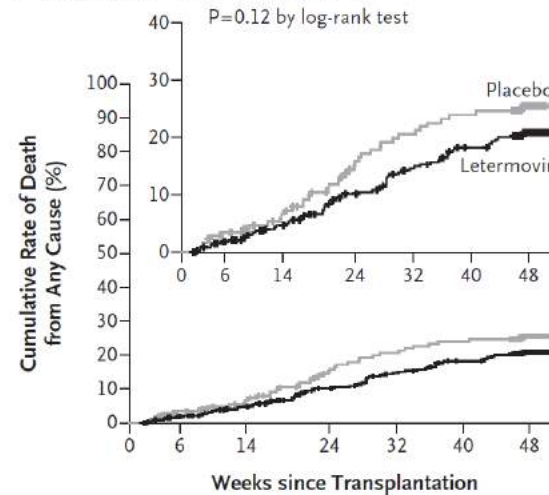 P=0.12 by log-rank test
40
30
20
10
0
Placebo
Letermovir
0 6 14 24 32 40 48
Cumulative Rate of Death
from Any Cause (%)
100
90
80
70
60
50
40
30
20
10
0
0 6 14 24 32 40 48
Weeks since Transplantation